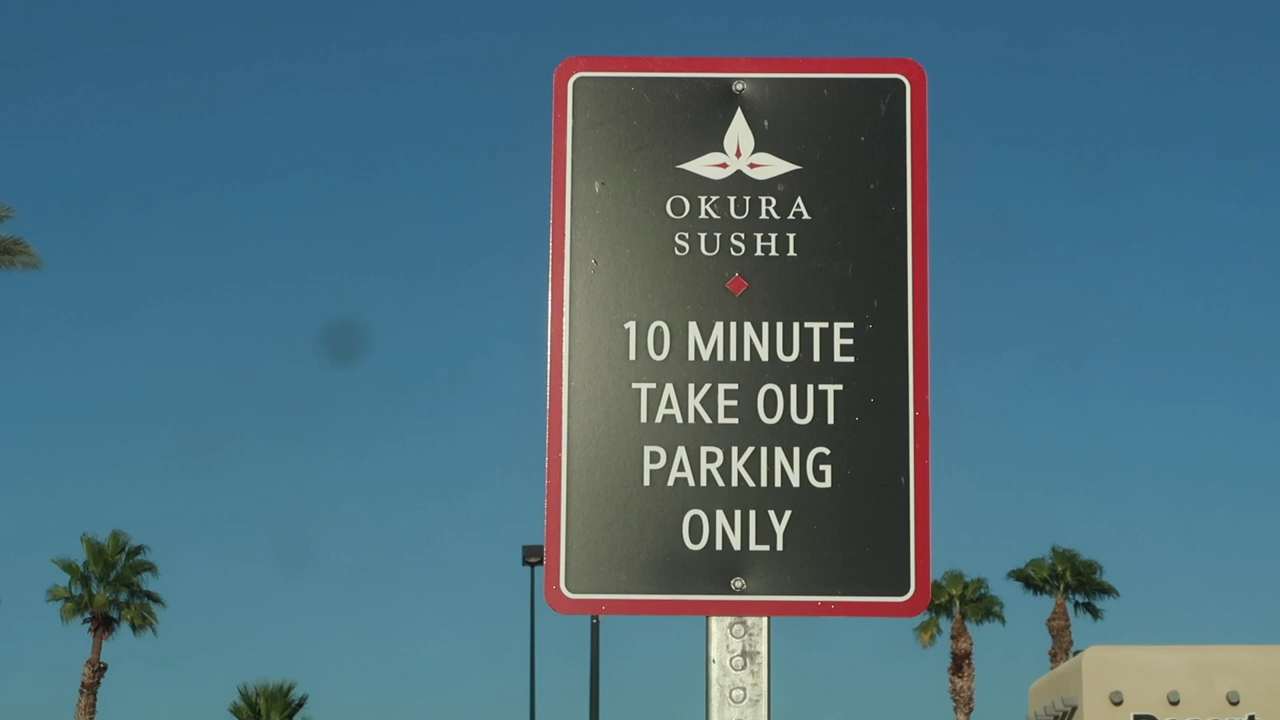 OKURA
SUSHI
10 MINUTE
TAKE OUT
PARKING
ONLY